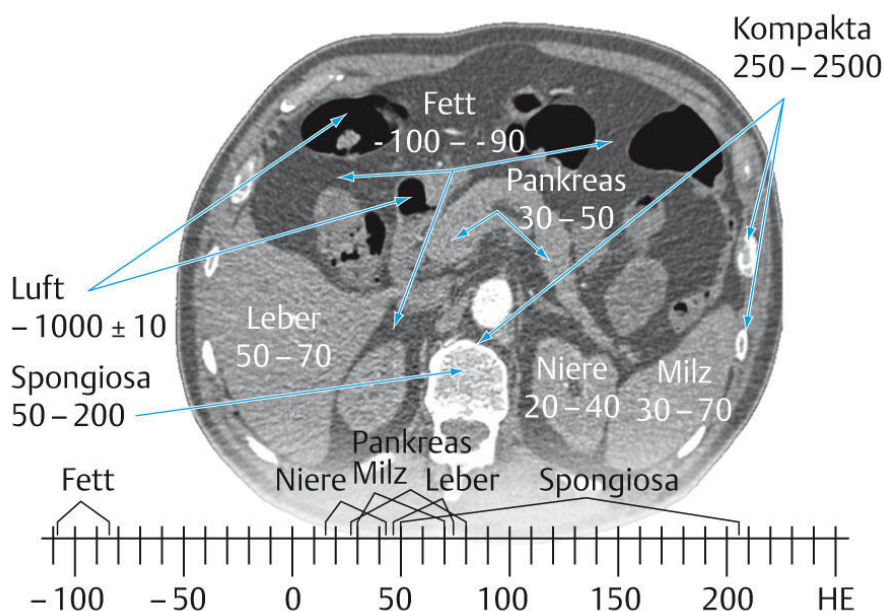 Kompakta
250 – 2500
Fett
-100 – -90
Pankreas
30 – 50
Luft
– 1000 ± 10
Leber
50 – 70
Spongiosa
50 – 200
Niere
20 – 40
Milz
30 – 70
Fett
Niere
Pankreas
Milz
Leber
Spongiosa
– 100
– 50
0
50
100
150
200
HE